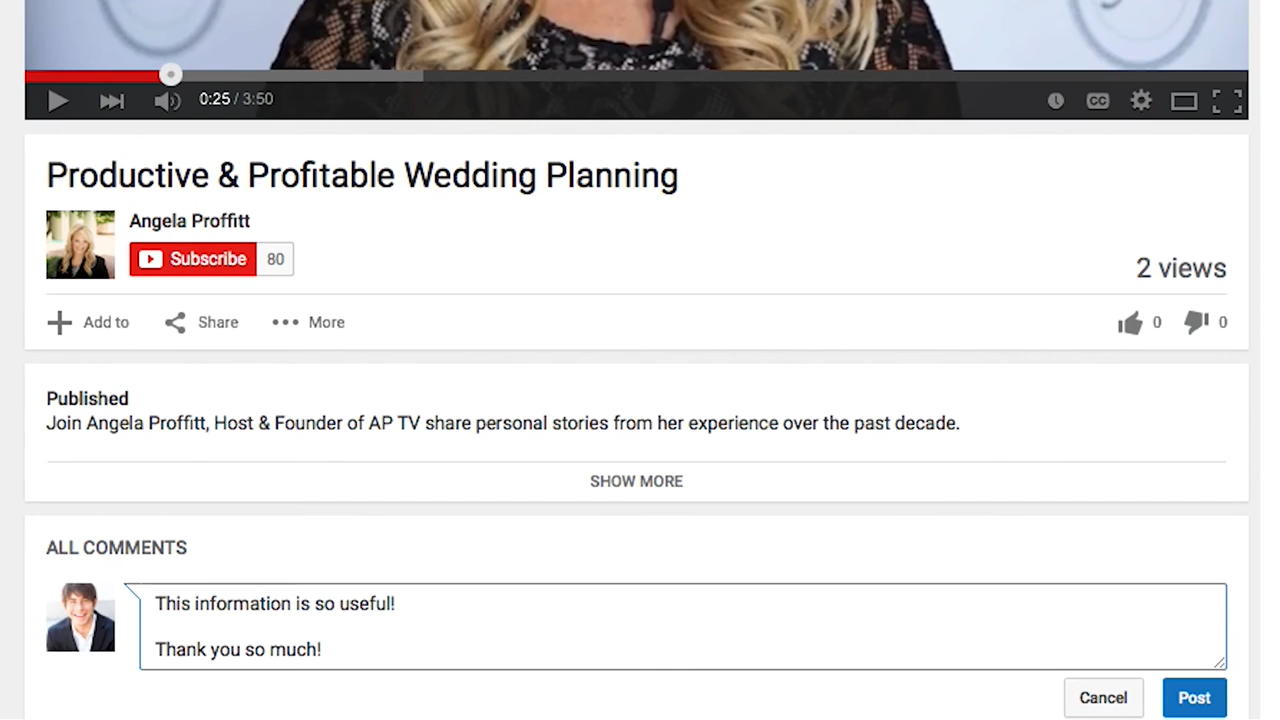 0:25 / 3:50
CC
Productive & Profitable Wedding Planning
Angela Proffitt
Subscribe 80
2 views
Add to Share More 0 0
Published
Join Angela Proffitt, Host & Founder of AP TV share personal stories from her experience over the past decade.
SHOW MORE
ALL COMMENTS
This information is so useful!
Thank you so much!
Cancel Post